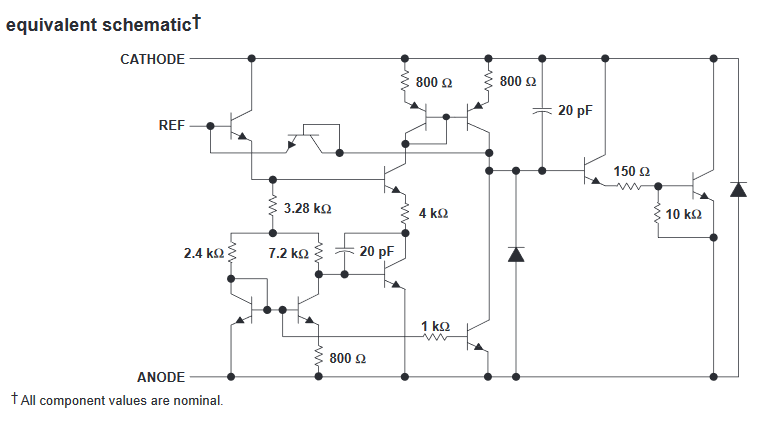 equivalent schematic†
CATHODE
800 Ω
800 Ω
20 pF
REF
150 Ω
3.28 kΩ
4 kΩ
10 kΩ
2.4 kΩ
7.2 kΩ
20 pF
1 kΩ
800 Ω
ANODE
† All component values are nominal.